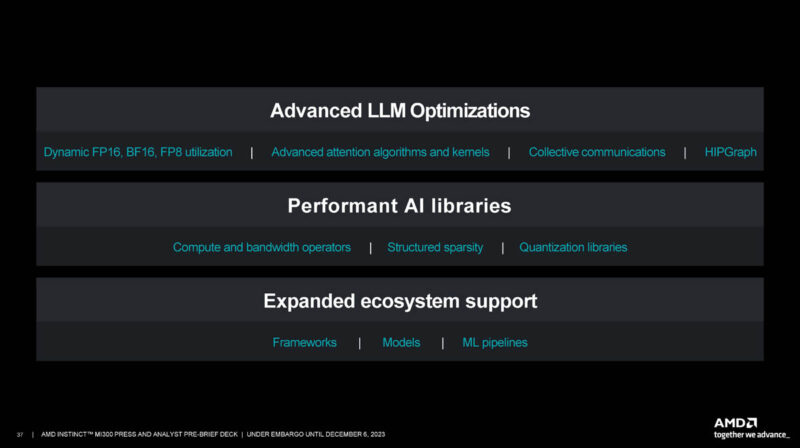 Advanced LLM Optimizations
Dynamic FP16, BF16, FP8 utilization | Advanced attention algorithms and kernels | Collective communications | HIPGraph
Performant AI libraries
Compute and bandwidth operators | Structured sparsity | Quantization libraries
Expanded ecosystem support
Frameworks | Models | ML pipelines
37 | AMD INSTINCT™ MI300 PRESS AND ANALYST PRE-BRIEF DECK | UNDER EMBARGO UNTIL DECEMBER 6, 2023
AMD
together we advance_